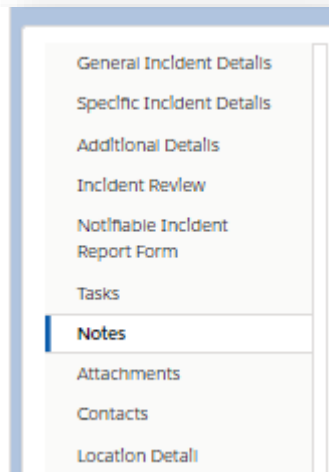 General Incident Details
Specific Incident Details
Additional Details
Incident Review
Notifiable Incident
Report Form
Tasks
Notes
Attachments
Contacts
Location Detail